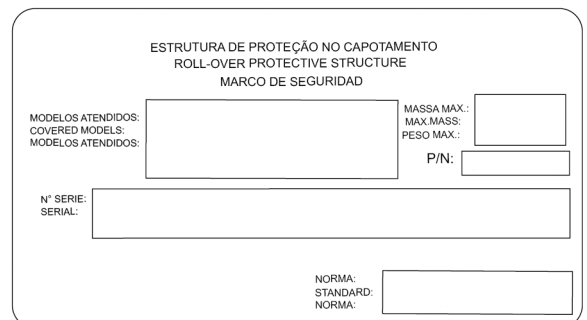 ESTRUTURA DE PROTEÇÃO NO CAPOTAMENTO
ROLL-OVER PROTECTIVE STRUCTURE
MARCO DE SEGURIDAD
MODELOS ATENDIDOS:
COVERED MODELS:
MODELOS ATENDIDOS:
MASSA MAX.:
MAX.MASS:
PESO MAX.:
P/N:
N° SERIE:
SERIAL:
NORMA:
STANDARD:
NORMA: